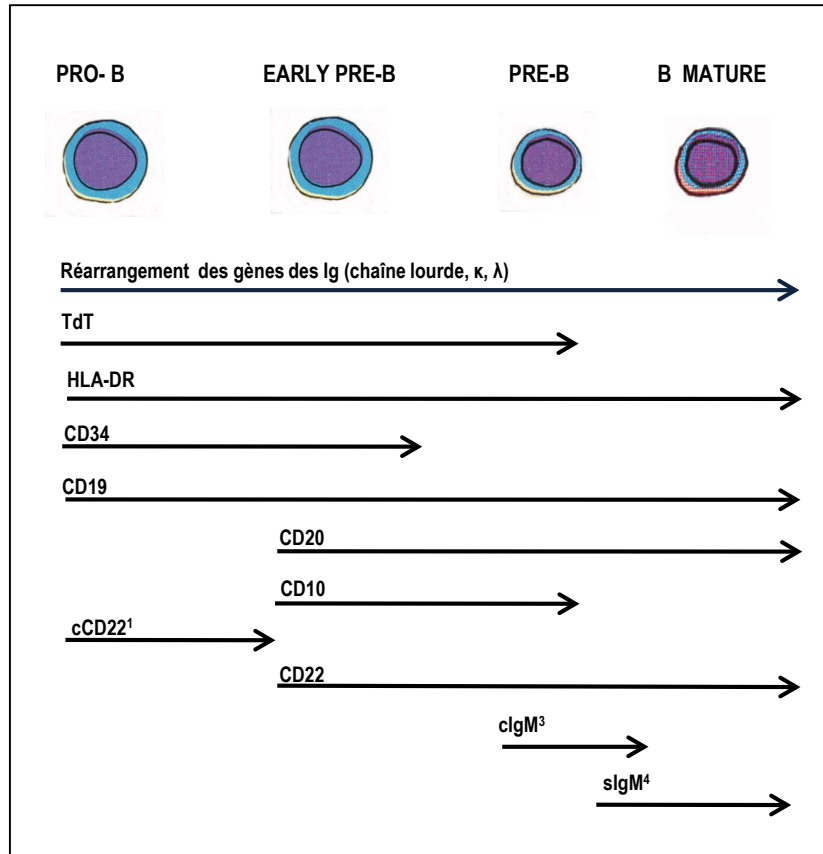 PRO- B EARLY PRE-B PRE-B B MATURE
Réarrangement des gènes des Ig (chaîne lourde, κ, λ)
TdT
HLA-DR
CD34
CD19
CD20
CD10
cCD22¹
CD22
cIgM³
sIgM⁴